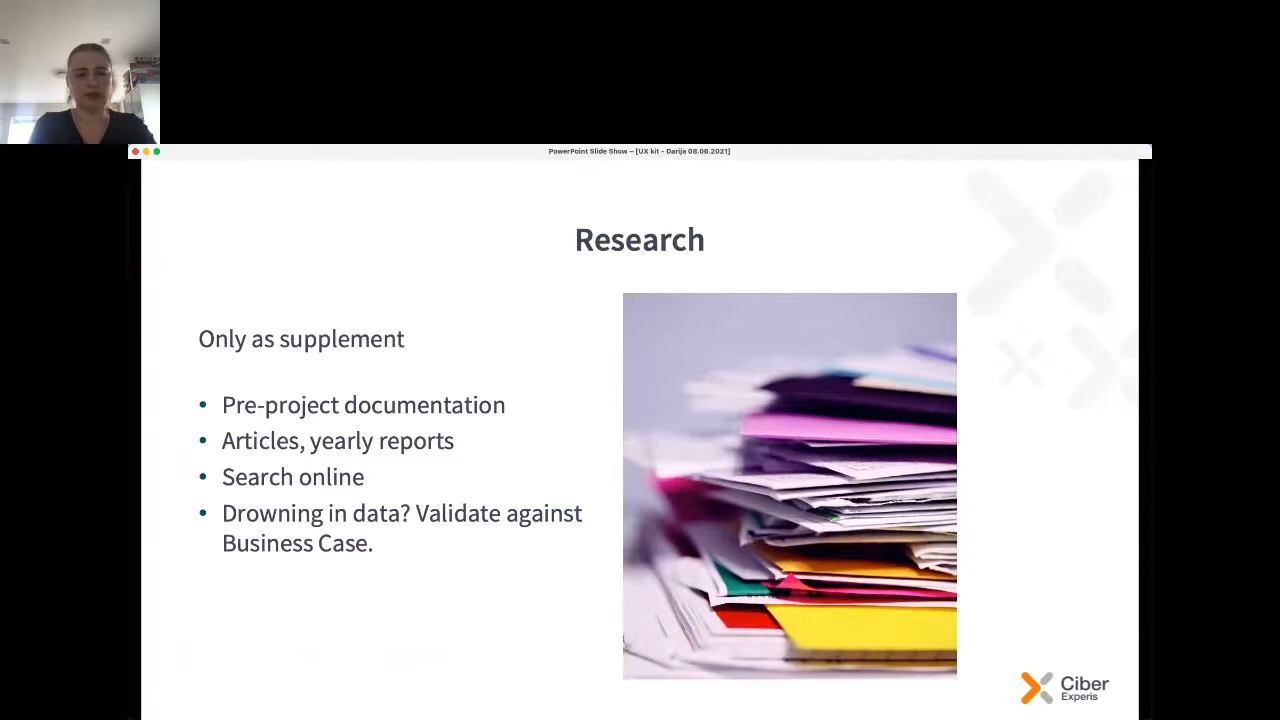 PowerPoint Slide Show – [UX kit - Darija 08.06.2021]
Research
Only as supplement
• Pre-project documentation
• Articles, yearly reports
• Search online
• Drowning in data? Validate against
Business Case.
Ciber
Experis